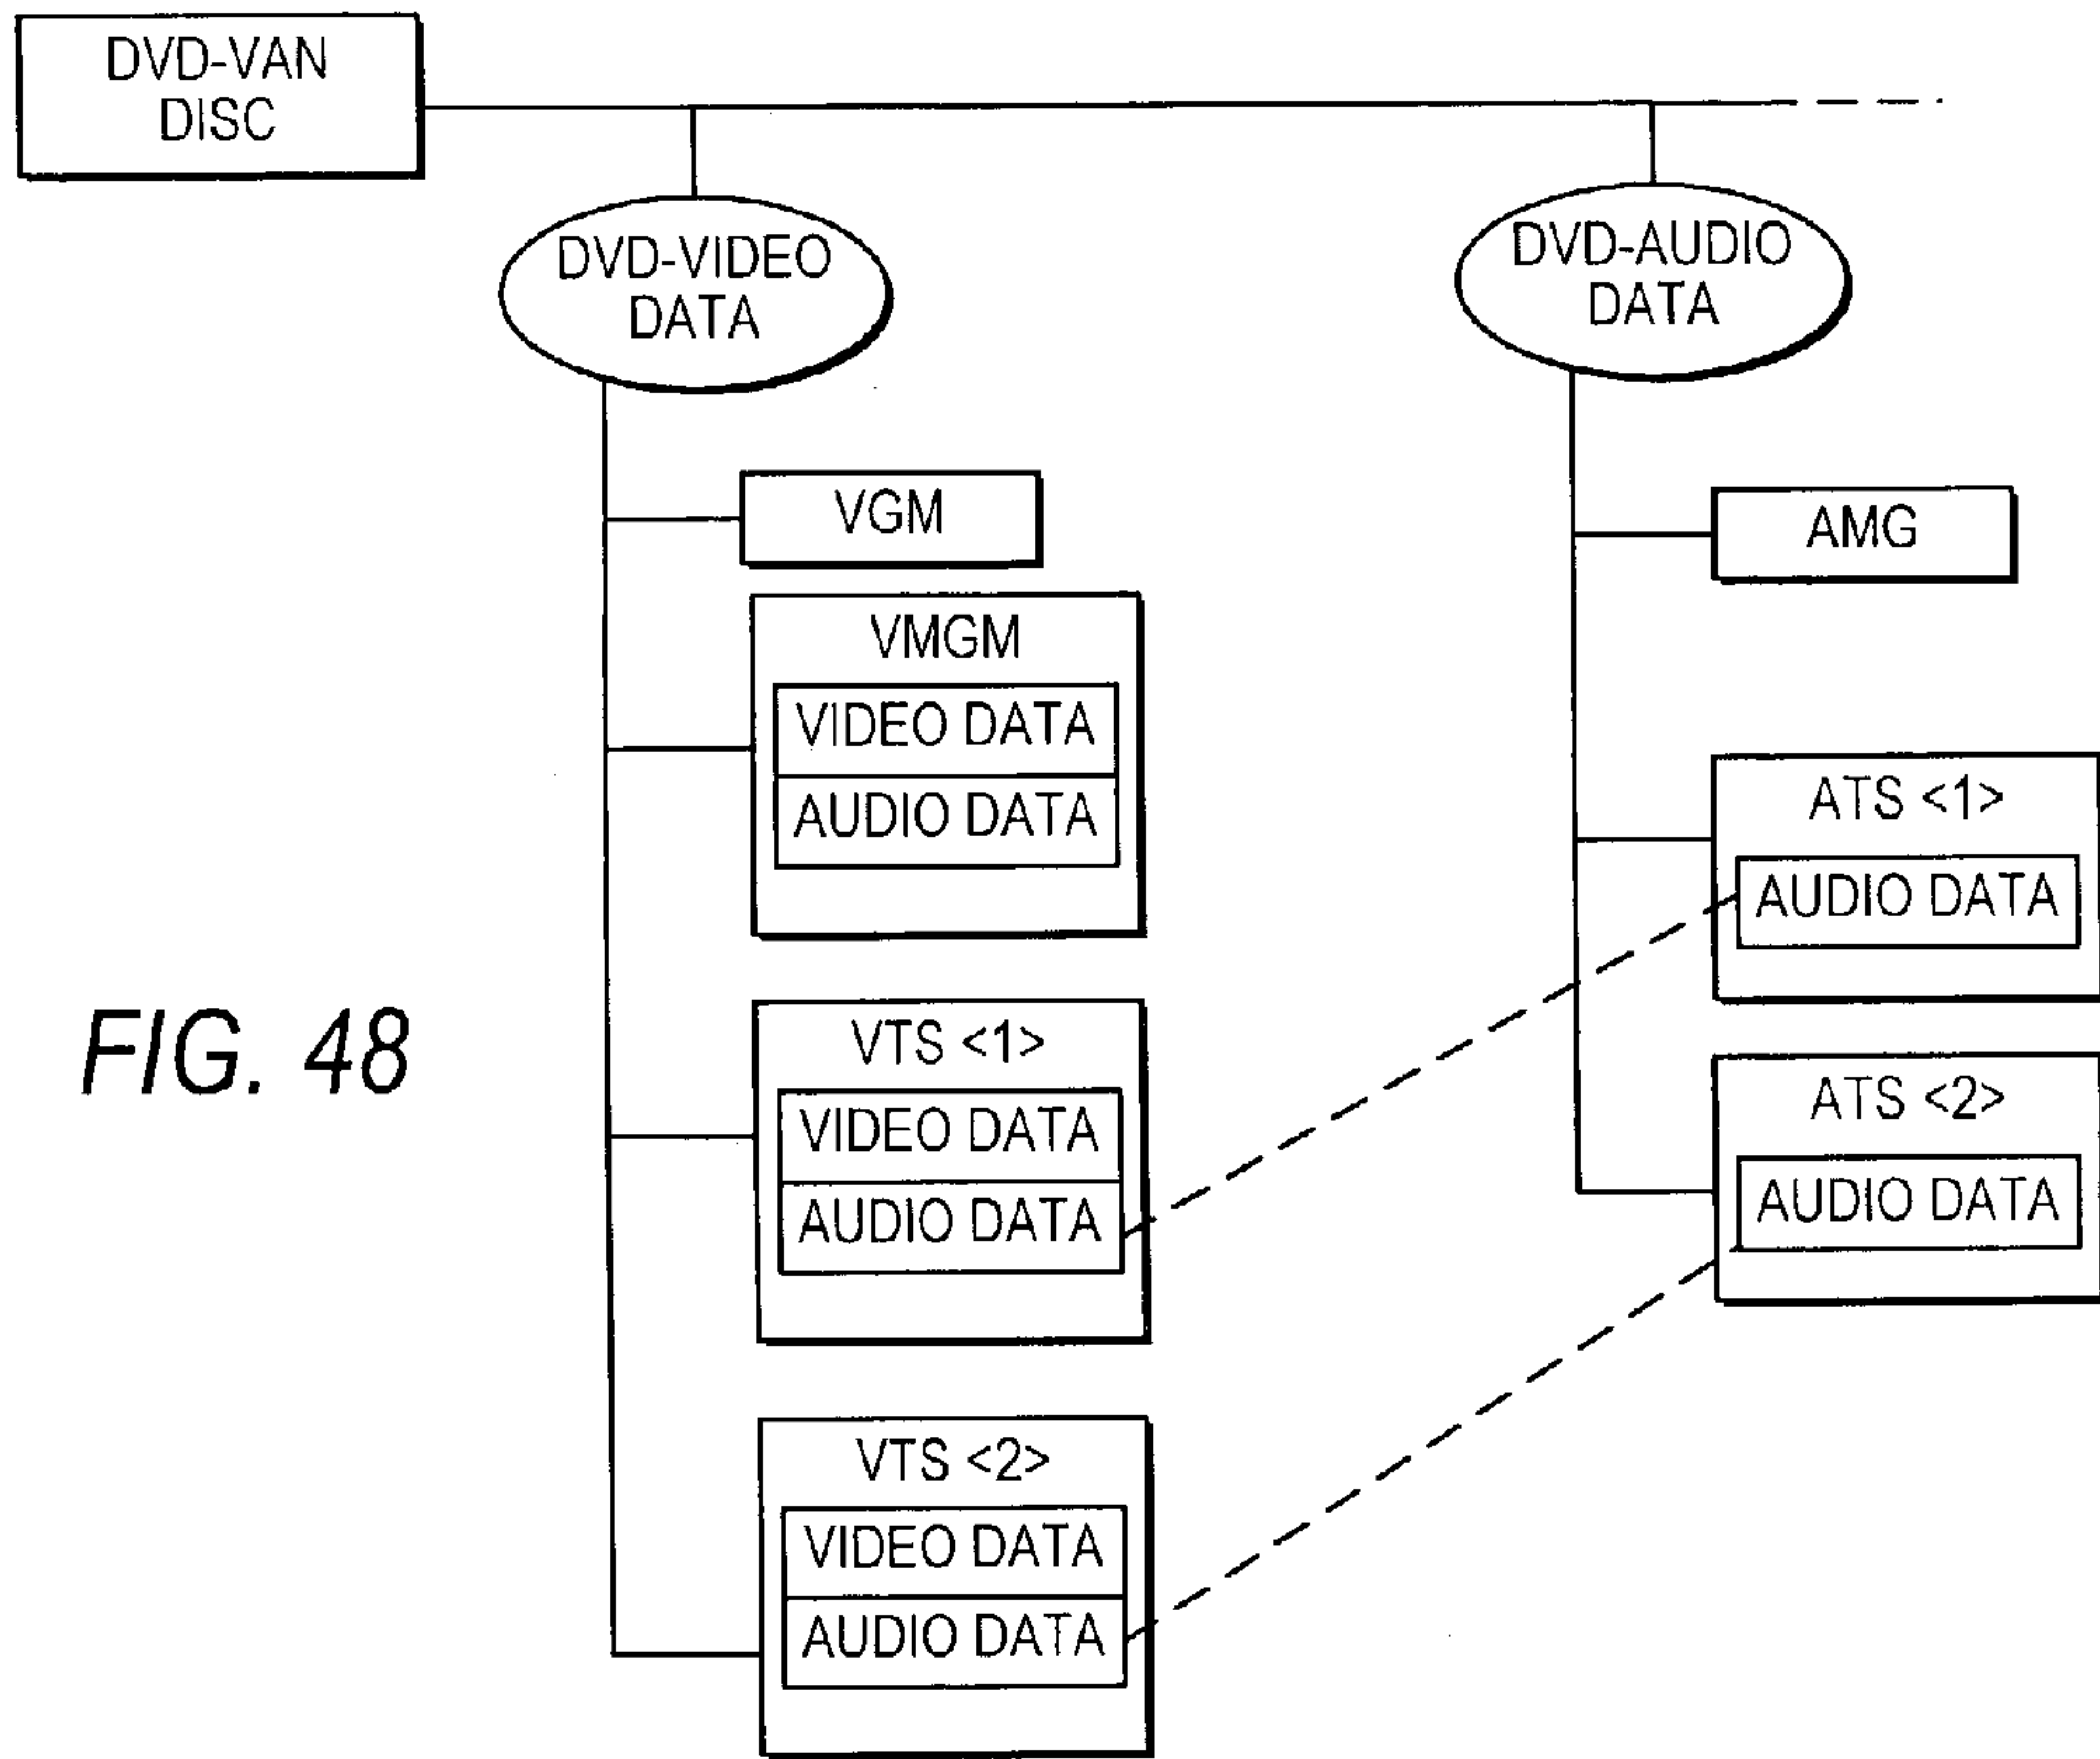 DVD-VAN
DISC
DVD-VIDEO
DATA
DVD-AUDIO
DATA
VGM
AMG
VMGM
VIDEO DATA
AUDIO DATA
ATS <1>
AUDIO DATA
FIG. 48
VTS <1>
VIDEO DATA
AUDIO DATA
ATS <2>
AUDIO DATA
VTS <2>
VIDEO DATA
AUDIO DATA